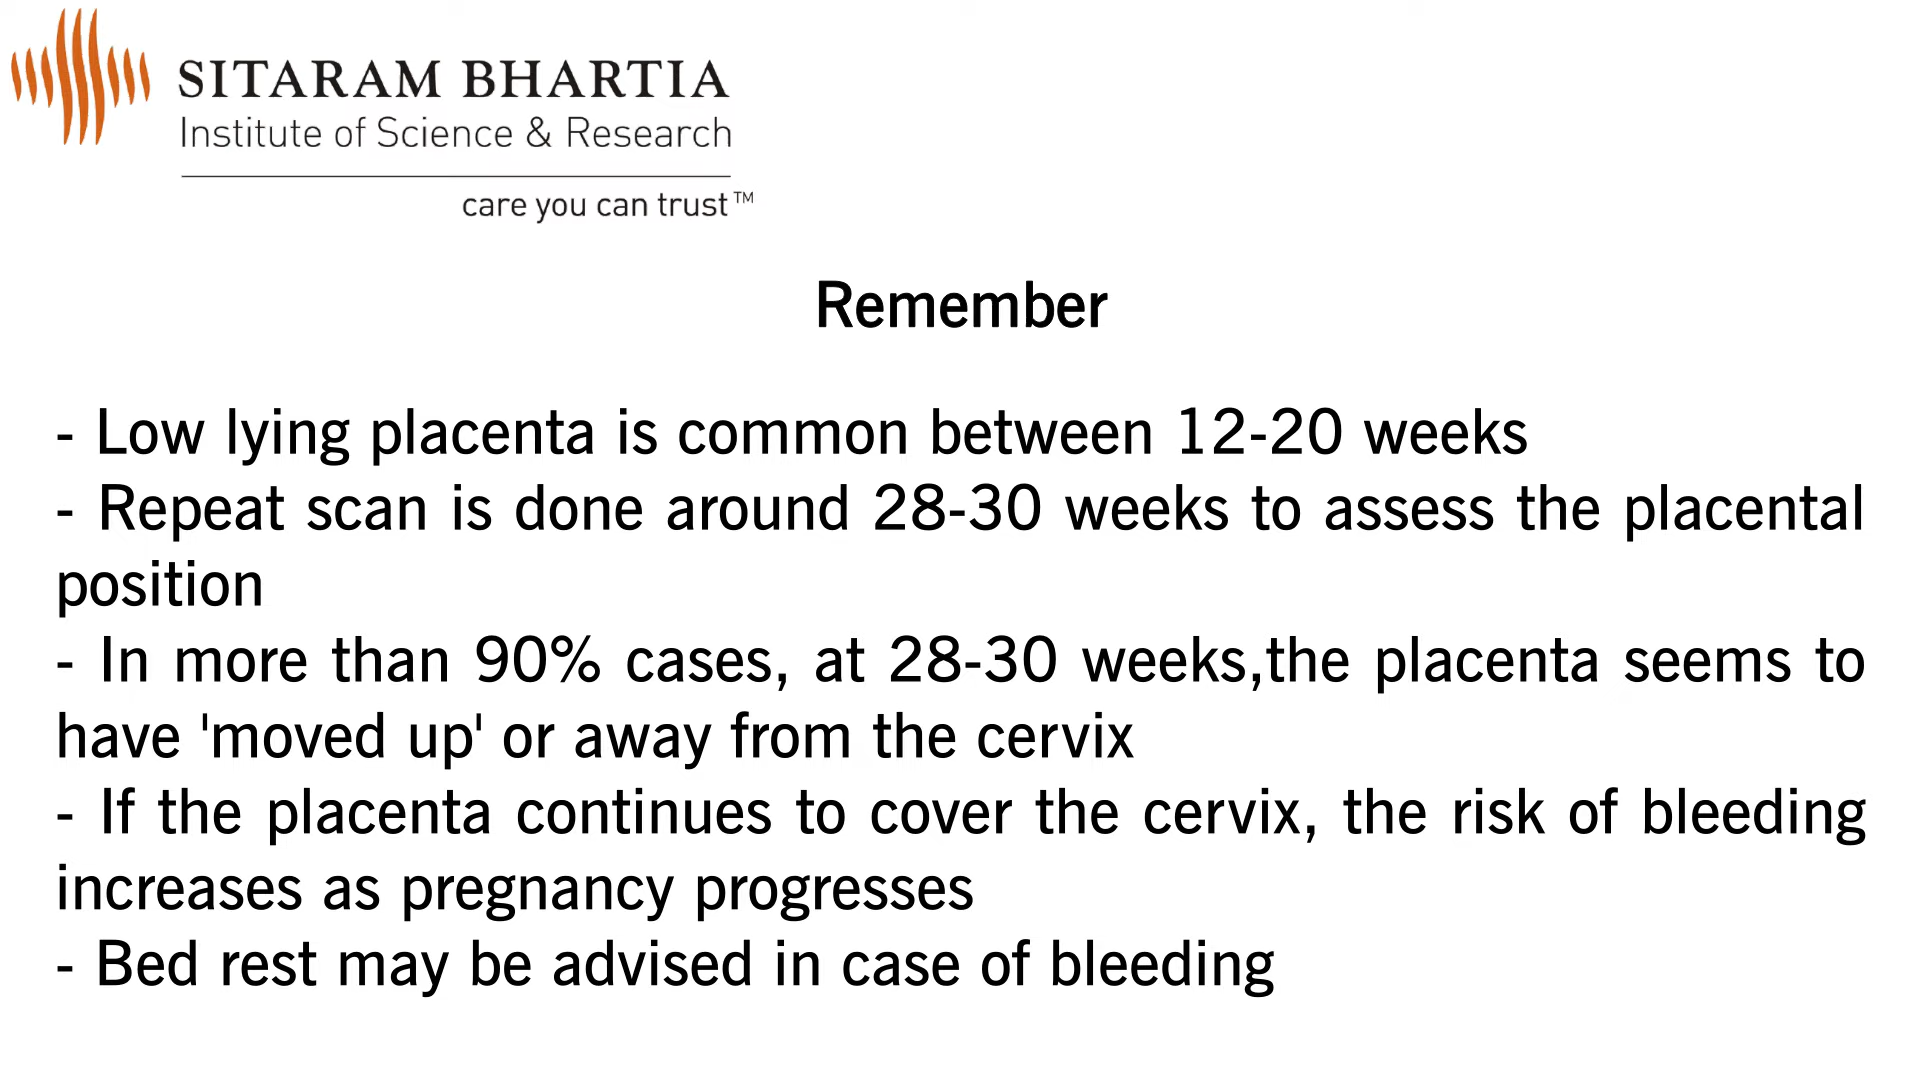 SITARAM BHARTIA
Institute of Science & Research
care you can trust™
Remember
- Low lying placenta is common between 12-20 weeks
- Repeat scan is done around 28-30 weeks to assess the placental
position
- In more than 90% cases, at 28-30 weeks,the placenta seems to
have 'moved up' or away from the cervix
- If the placenta continues to cover the cervix, the risk of bleeding
increases as pregnancy progresses
- Bed rest may be advised in case of bleeding